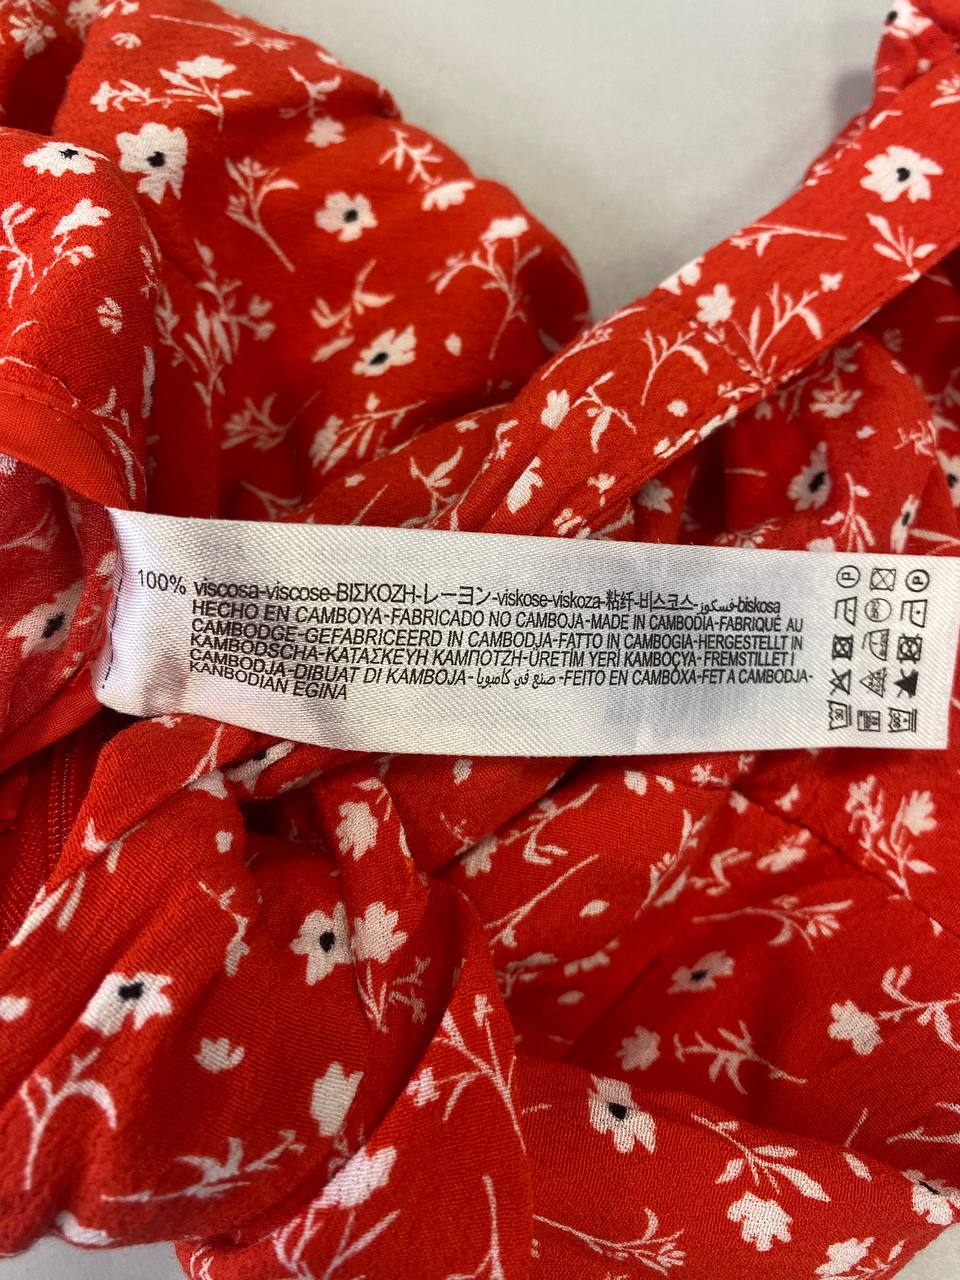 100% viscosa-viscose-ΒΙΣΚΟΖΗ-レーヨン-viskose-viskoza-粘纤-비스코스-فسكوز-biskosa
HECHO EN CAMBOYA-FABRICADO NO CAMBOJA-MADE IN CAMBODIA-FABRIQUÉ AU
CAMBODGE-GEFABRICEERD IN CAMBODJA-FATTO IN CAMBOGIA-HERGESTELLT IN
KAMBODSCHA-ΚΑΤΑΣΚΕΥΗ ΚΑΜΠΟΤΖΗ-ÜRETİM YERİ KAMBOÇYA-FREMSTILLET I
CAMBODJA-DIBUAT DI KAMBOJA-صنع في كامبوديا-FEITO EN CAMBOXA-FET A CAMBODJA-
KANBODIAN EGINA
P P